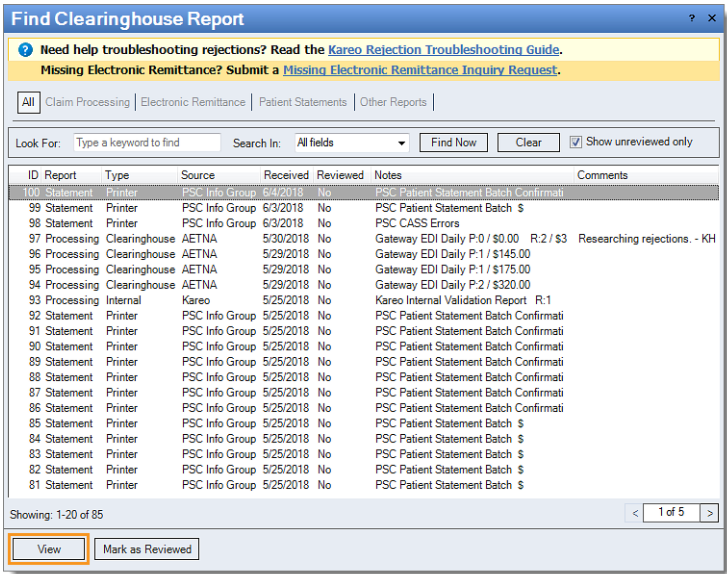 Find Clearinghouse Report ? ×
? Need help troubleshooting rejections? Read the Kareo Rejection Troubleshooting Guide.
Missing Electronic Remittance? Submit a Missing Electronic Remittance Inquiry Request.
All Claim Processing | Electronic Remittance | Patient Statements | Other Reports |
Look For: Type a keyword to find Search In: All fields Find Now Clear Show unreviewed only
ID Report Type Source Received Reviewed Notes Comments
100 Statement Printer PSC Info Group 6/4/2018 No PSC Patient Statement Batch Confirmati
99 Statement Printer PSC Info Group 6/3/2018 No PSC Patient Statement Batch $
98 Statement Printer PSC Info Group 6/3/2018 No PSC CASS Errors
97 Processing Clearinghouse AETNA 5/30/2018 No Gateway EDI Daily P:0 / $0.00 R:2 / $3 Researching rejections. - KH
96 Processing Clearinghouse AETNA 5/29/2018 No Gateway EDI Daily P:1 / $145.00
95 Processing Clearinghouse AETNA 5/29/2018 No Gateway EDI Daily P:1 / $175.00
94 Processing Clearinghouse AETNA 5/29/2018 No Gateway EDI Daily P:2 / $320.00
93 Processing Internal Kareo 5/25/2018 No Kareo Internal Validation Report R:1
92 Statement Printer PSC Info Group 5/25/2018 No PSC Patient Statement Batch Confirmati
91 Statement Printer PSC Info Group 5/25/2018 No PSC Patient Statement Batch Confirmati
90 Statement Printer PSC Info Group 5/25/2018 No PSC Patient Statement Batch Confirmati
89 Statement Printer PSC Info Group 5/25/2018 No PSC Patient Statement Batch Confirmati
88 Statement Printer PSC Info Group 5/25/2018 No PSC Patient Statement Batch Confirmati
87 Statement Printer PSC Info Group 5/25/2018 No PSC Patient Statement Batch Confirmati
86 Statement Printer PSC Info Group 5/25/2018 No PSC Patient Statement Batch Confirmati
85 Statement Printer PSC Info Group 5/25/2018 No PSC Patient Statement Batch $
84 Statement Printer PSC Info Group 5/25/2018 No PSC Patient Statement Batch $
83 Statement Printer PSC Info Group 5/25/2018 No PSC Patient Statement Batch $
82 Statement Printer PSC Info Group 5/25/2018 No PSC Patient Statement Batch $
81 Statement Printer PSC Info Group 5/25/2018 No PSC Patient Statement Batch $
Showing: 1-20 of 85 < 1 of 5 >
View Mark as Reviewed